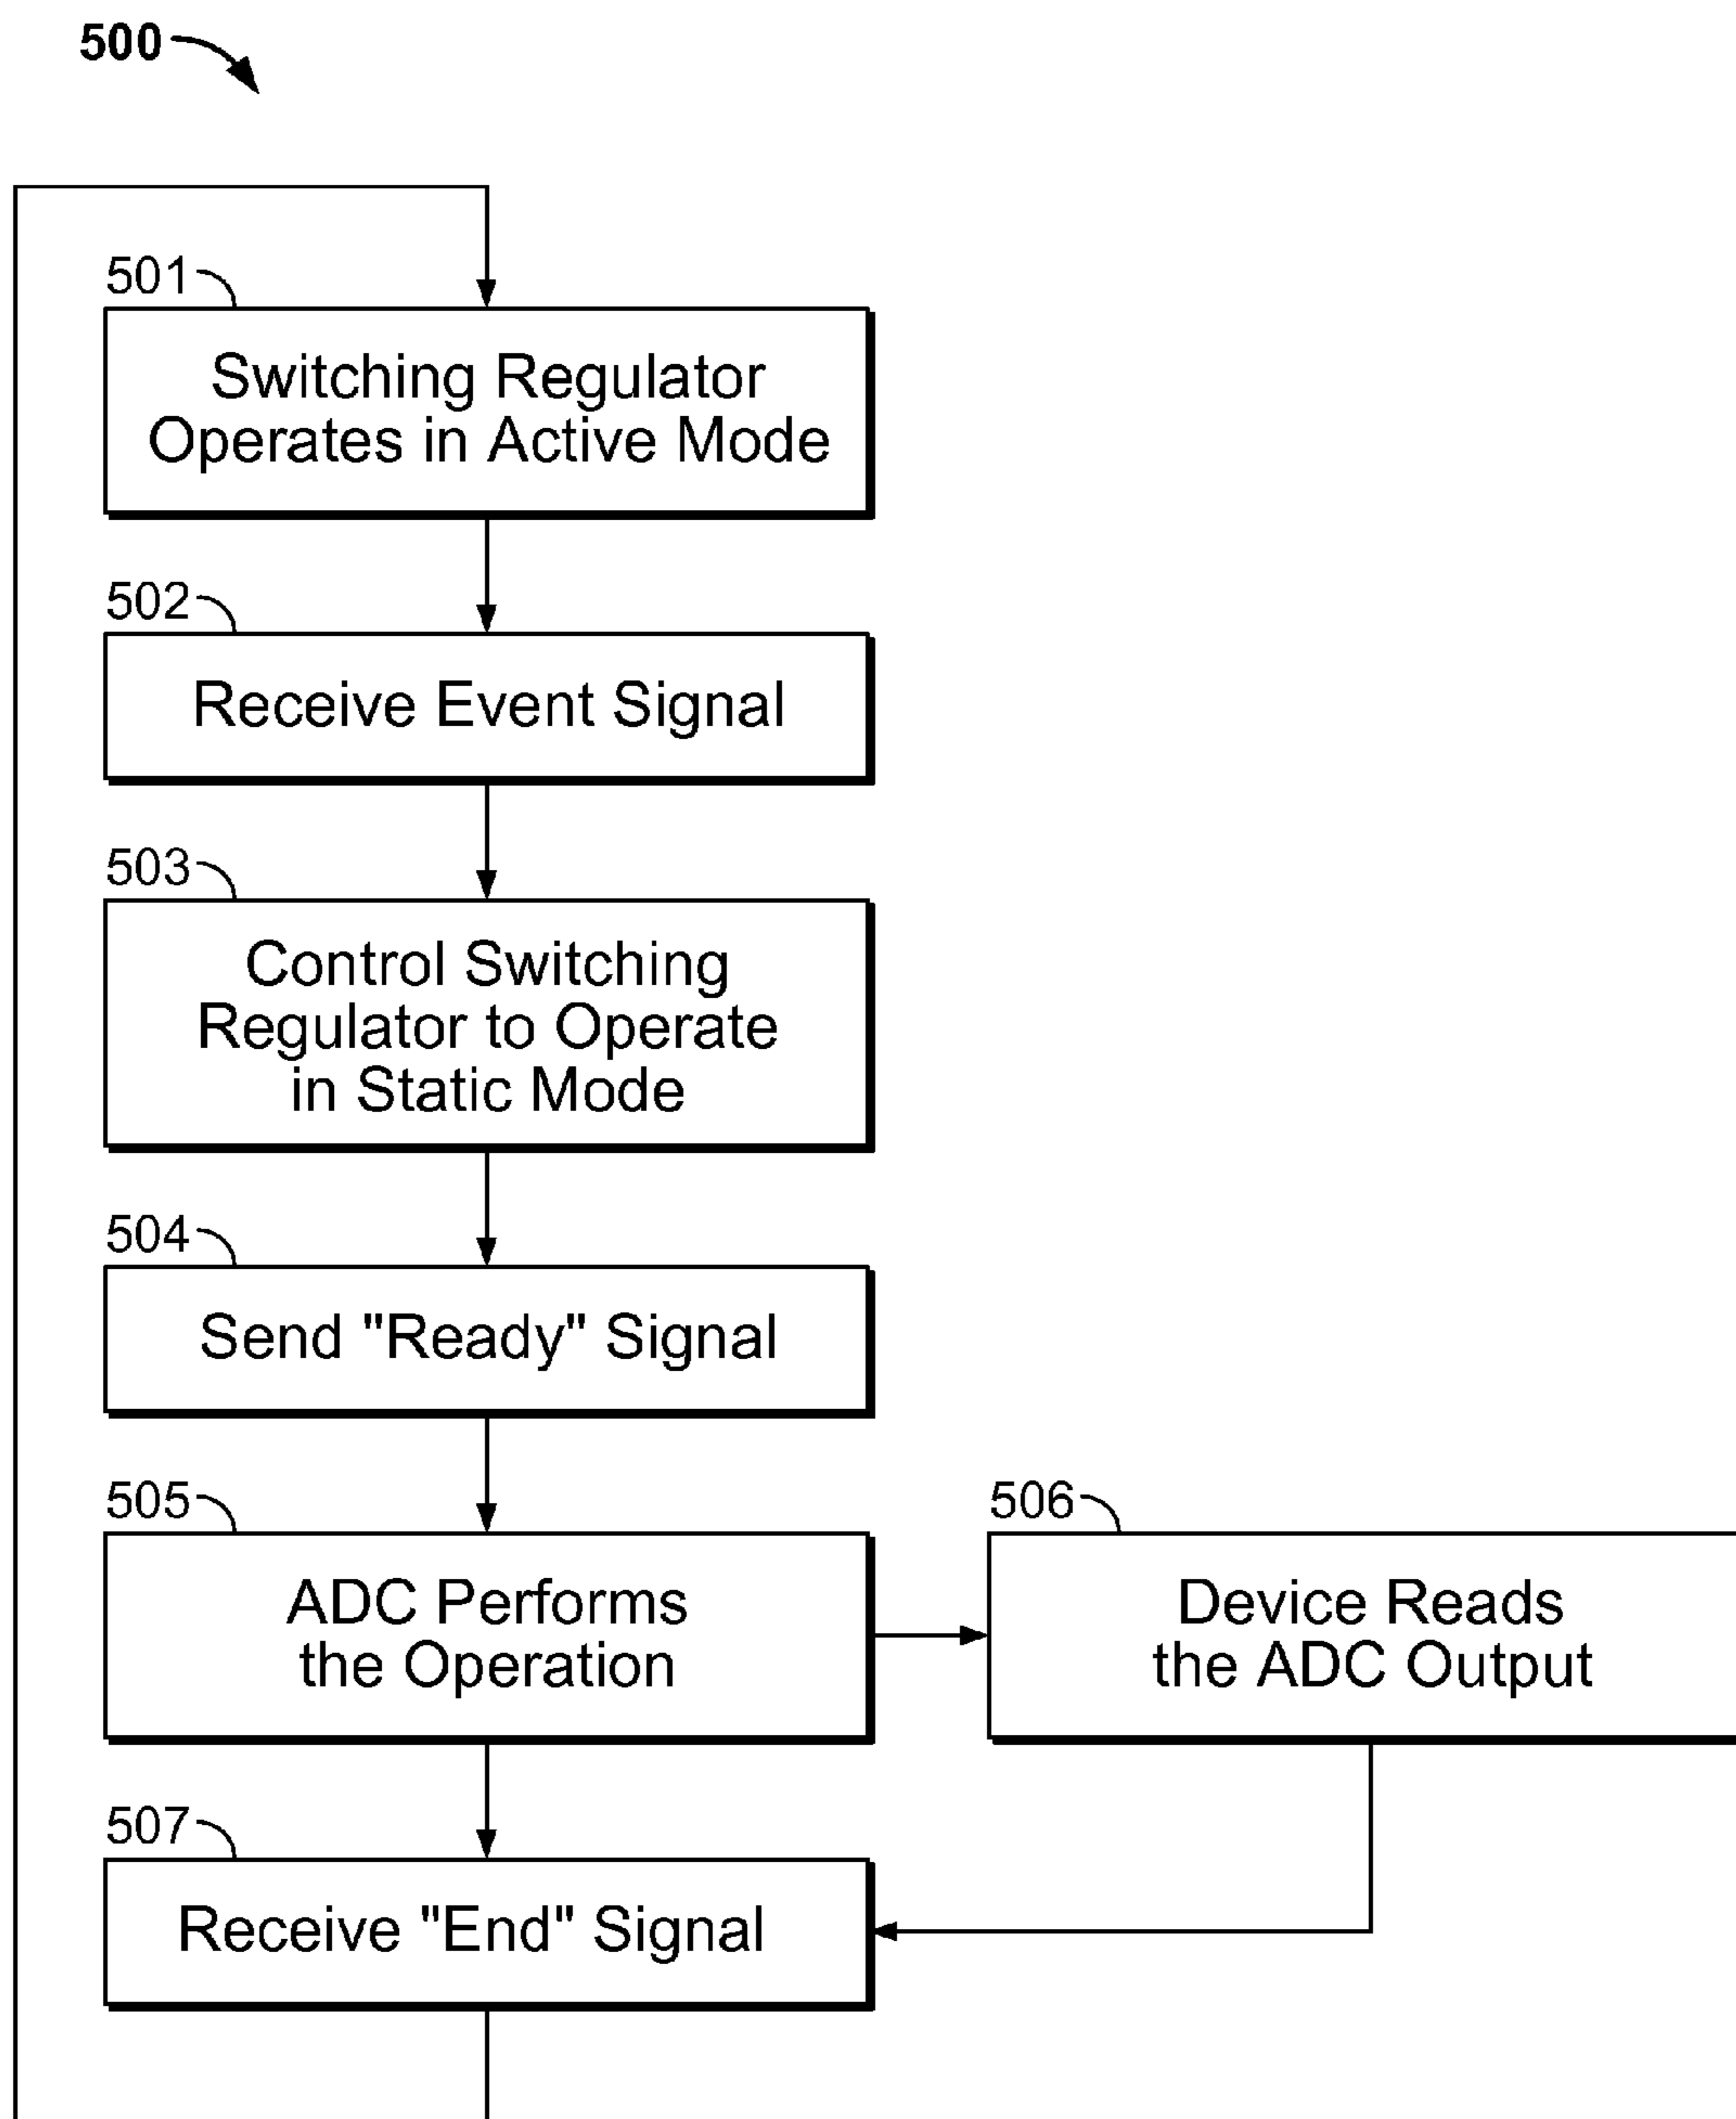 500
501
Switching Regulator
Operates in Active Mode
502
Receive Event Signal
503
Control Switching
Regulator to Operate
in Static Mode
504
Send "Ready" Signal
505
ADC Performs
the Operation
506
Device Reads
the ADC Output
507
Receive "End" Signal